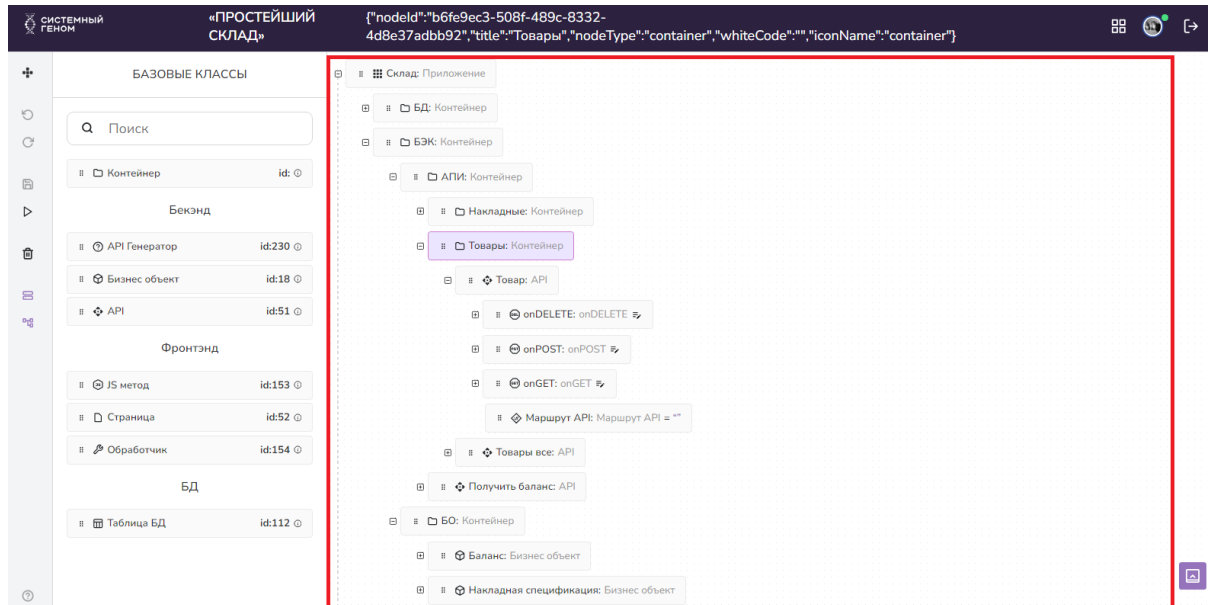 СИСТЕМНЫЙ
ГЕНОМ
«ПРОСТЕЙШИЙ
СКЛАД»
{"nodeId":"b6fe9ec3-508f-489c-8332-
4d8e37adbb92","title":"Товары","nodeType":"container","whiteCode":"","iconName":"container"}
БАЗОВЫЕ КЛАССЫ
Поиск
Контейнер id:
Бекэнд
API Генератор id:230
Бизнес объект id:18
API id:51
Фронтэнд
JS метод id:153
Страница id:52
Обработчик id:154
БД
Таблица БД id:112
Склад: Приложение
БД: Контейнер
БЭК: Контейнер
АПИ: Контейнер
Накладные: Контейнер
Товары: Контейнер
Товар: API
onDELETE: onDELETE
onPOST: onPOST
onGET: onGET
Маршрут API: Маршрут API = ""
Товары все: API
Получить баланс: API
БО: Контейнер
Баланс: Бизнес объект
Накладная спецификация: Бизнес объект